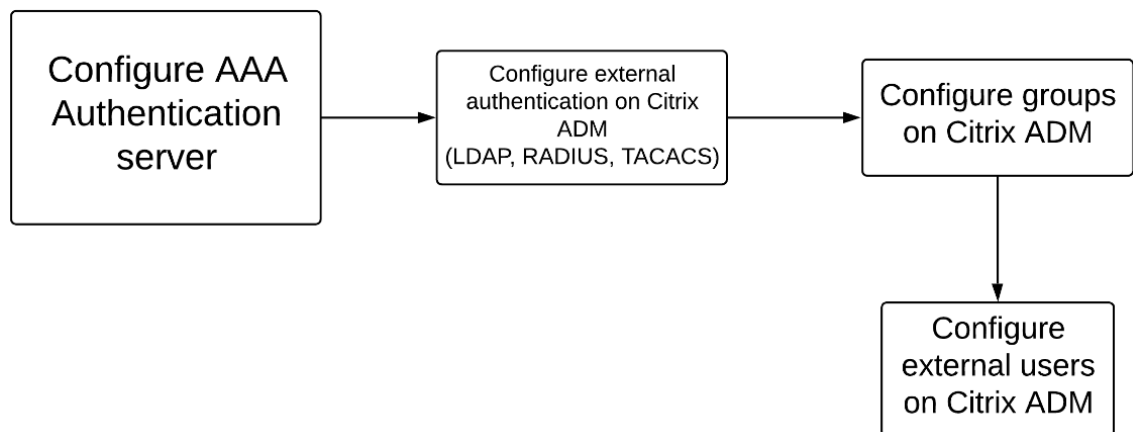 Configure AAA
Authentication
server
Configure external
authentication on Citrix
ADM
(LDAP, RADIUS, TACACS)
Configure groups
on Citrix ADM
Configure
external users
on Citrix ADM